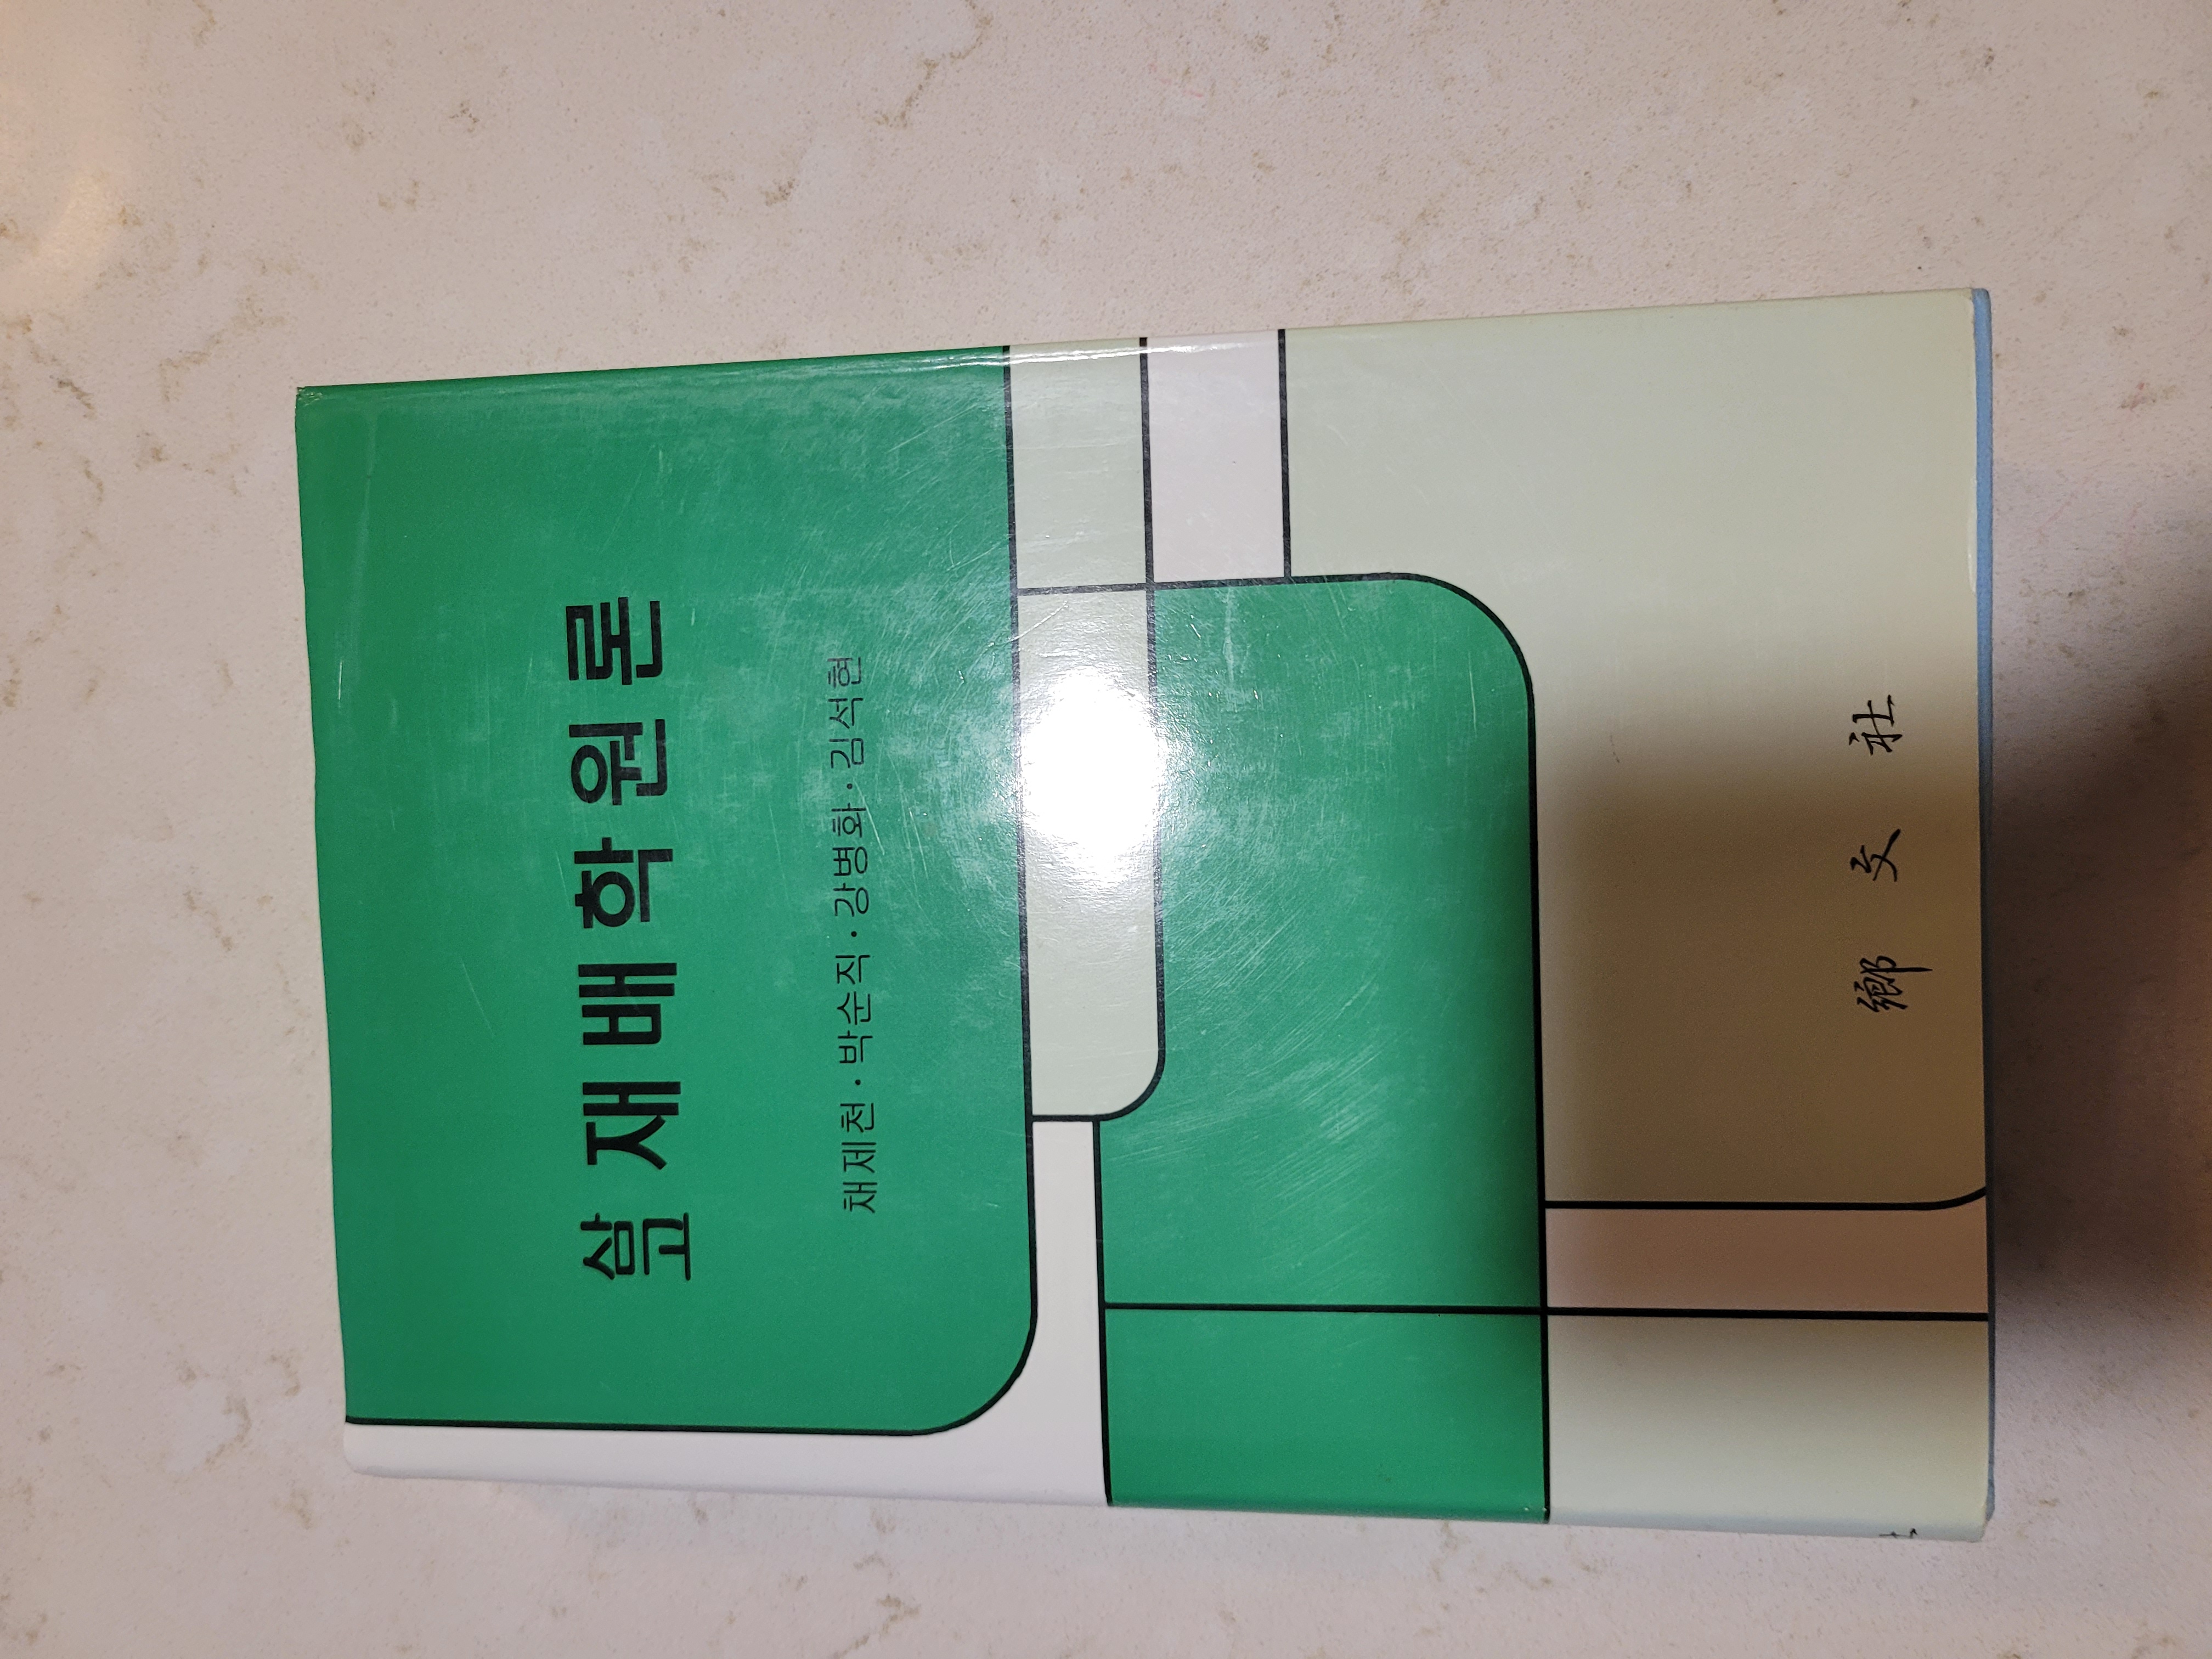 삼고 재배학원론
채제천·박순직·강병화·김석현
鄕文社